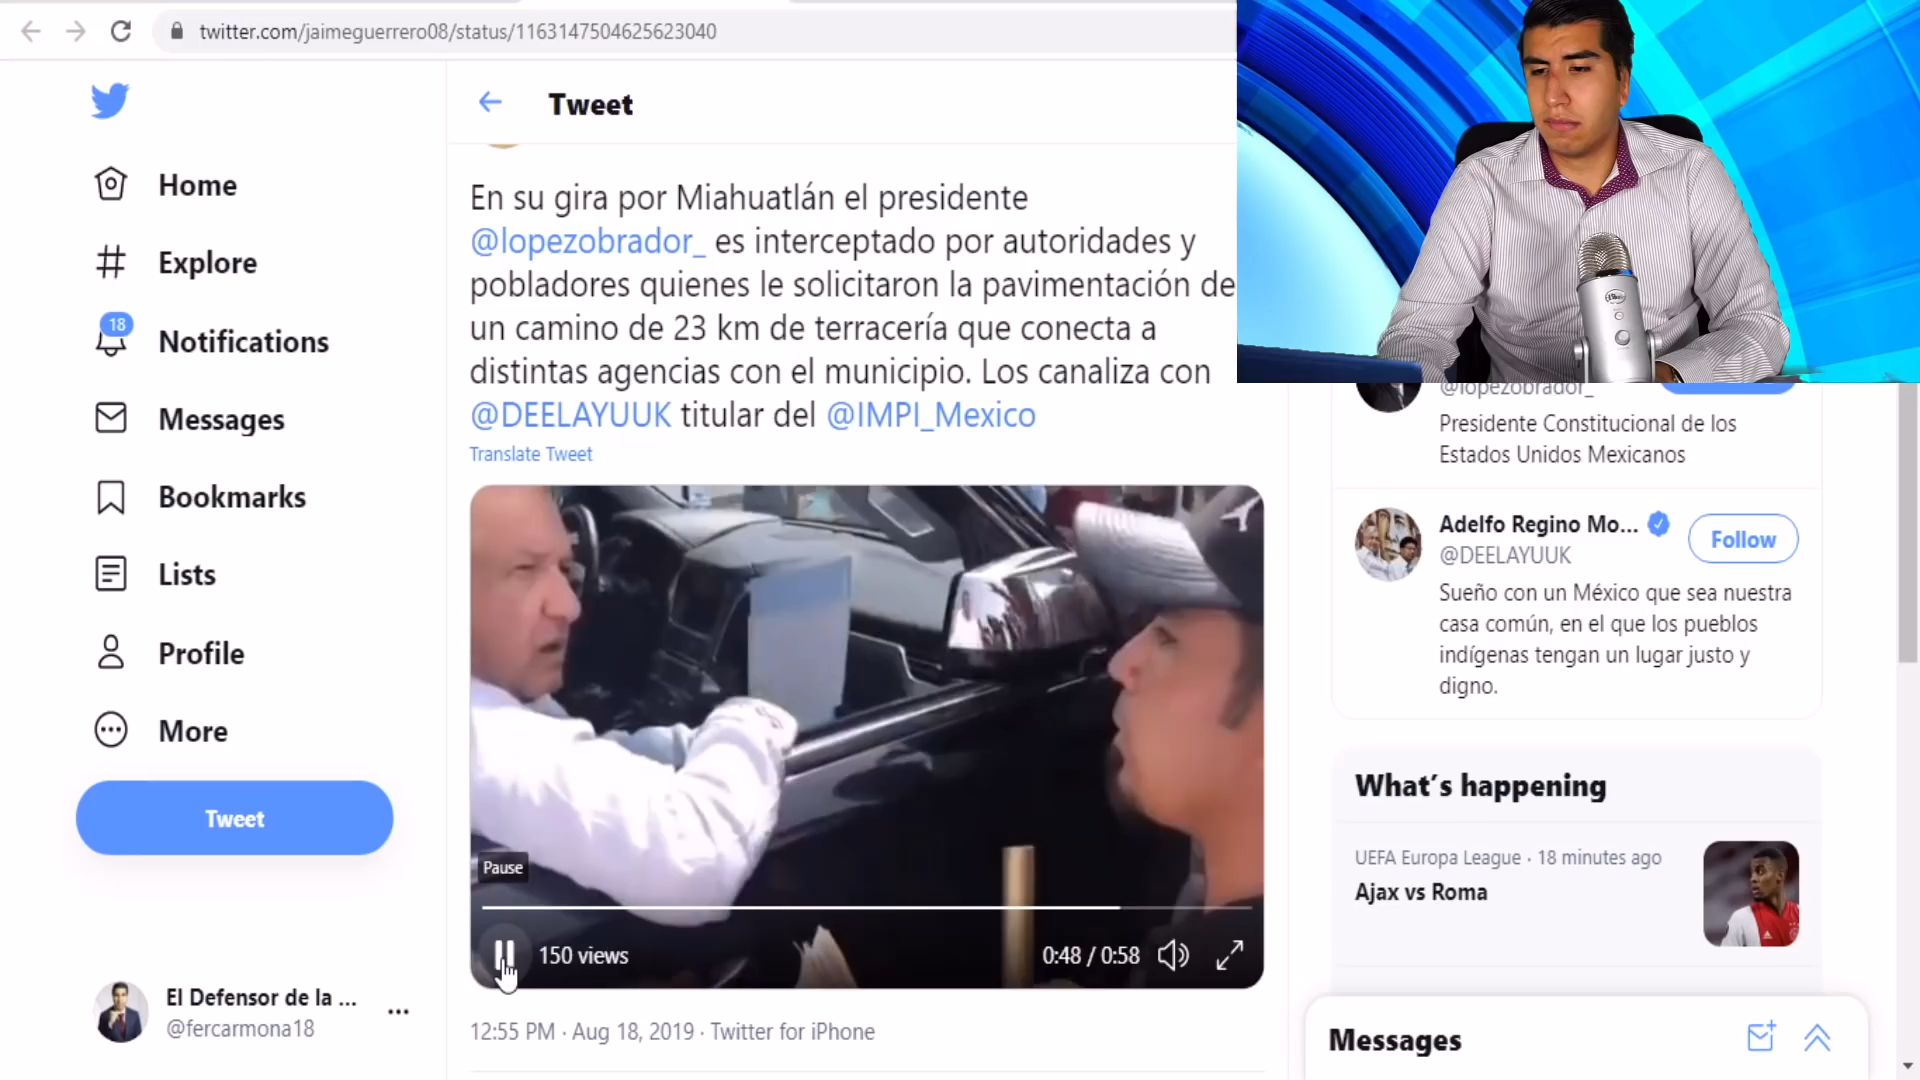 twitter.com/jaimeguerrero08/status/1163147504625623040
Tweet
Home
Explore
18
Notifications
Messages
Bookmarks
Lists
Profile
More
Tweet
El Defensor de la ...
@fercarmona18
En su gira por Miahuatlán el presidente
@lopezobrador_ es interceptado por autoridades y
pobladores quienes le solicitaron la pavimentación de
un camino de 23 km de terracería que conecta a
distintas agencias con el municipio. Los canaliza con
@DEELAYUUK titular del @IMPI_Mexico
Translate Tweet
Pause
150 views
0:48 / 0:58
12:55 PM · Aug 18, 2019 · Twitter for iPhone
@lopezobrador_
Presidente Constitucional de los
Estados Unidos Mexicanos
Adelfo Regino Mo...
Follow
@DEELAYUUK
Sueño con un México que sea nuestra
casa común, en el que los pueblos
indígenas tengan un lugar justo y
digno.
What's happening
UEFA Europa League · 18 minutes ago
Ajax vs Roma
Messages